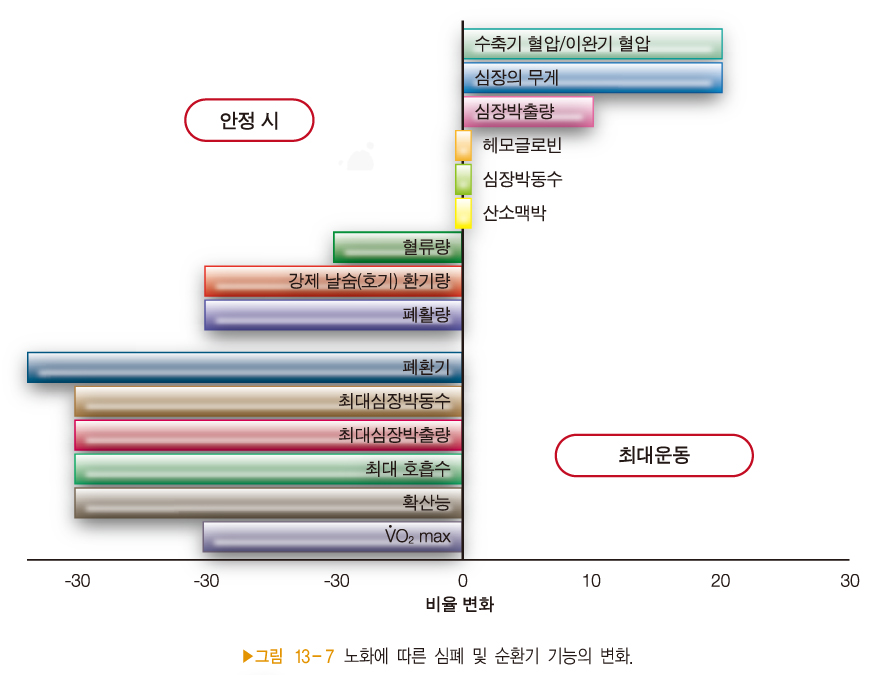 수축기 혈압/이완기 혈압
심장의 무게
심장박출량
안정 시
헤모글로빈
심장박동수
산소맥박
혈류량
강제 날숨(호기) 환기량
폐활량
폐환기
최대심장박동수
최대심장박출량
최대 호흡수
최대운동
확산능
V̇O₂ max
-30 -30 -30 0 10 20 30
비율 변화
▶그림 13-7 노화에 따른 심폐 및 순환기 기능의 변화.